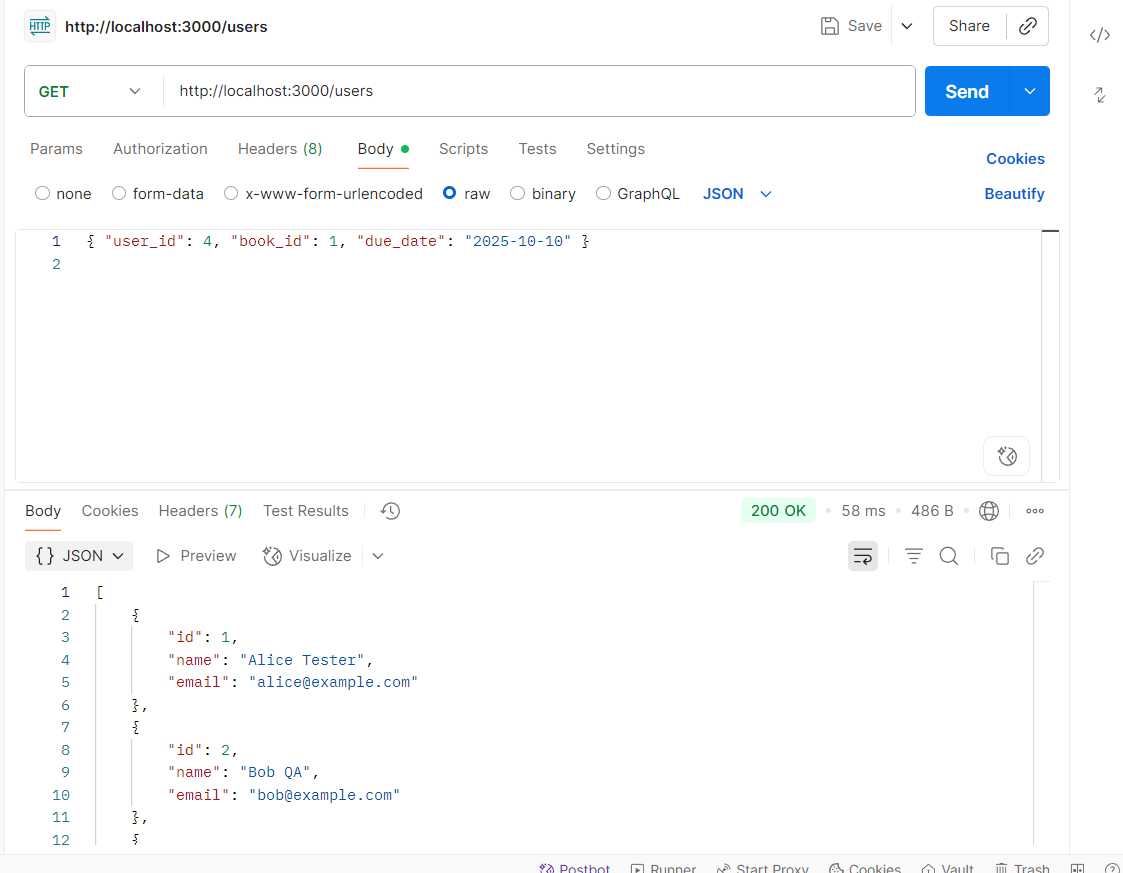 HTTP http://localhost:3000/users Save Share
GET http://localhost:3000/users Send
Params Authorization Headers (8) Body Scripts Tests Settings Cookies
none form-data x-www-form-urlencoded raw binary GraphQL JSON Beautify
1 { "user_id": 4, "book_id": 1, "due_date": "2025-10-10" }
2
Body Cookies Headers (7) Test Results 200 OK • 58 ms • 486 B •
{} JSON Preview Visualize
1 [
2 {
3 "id": 1,
4 "name": "Alice Tester",
5 "email": "alice@example.com"
6 },
7 {
8 "id": 2,
9 "name": "Bob QA",
10 "email": "bob@example.com"
11 },
12 {
Postbot Runner Start Proxy Cookies Vault Trash